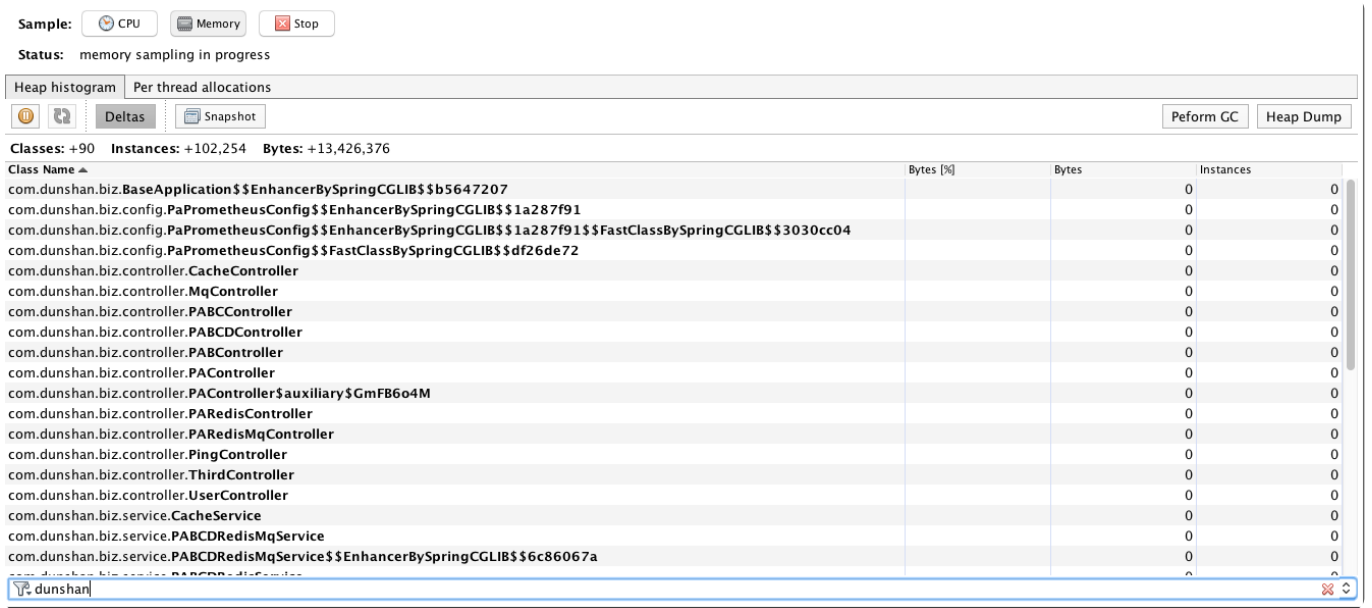 Sample: CPU Memory Stop
Status: memory sampling in progress
Heap histogram Per thread allocations
Deltas Snapshot Peform GC Heap Dump
Classes: +90 Instances: +102,254 Bytes: +13,426,376
Class Name Bytes [%] Bytes Instances
com.dunshan.biz.BaseApplication$$EnhancerBySpringCGLIB$$b5647207 0 0
com.dunshan.biz.config.PaPrometheusConfig$$EnhancerBySpringCGLIB$$1a287f91 0 0
com.dunshan.biz.config.PaPrometheusConfig$$EnhancerBySpringCGLIB$$1a287f91$$FastClassBySpringCGLIB$$3030cc04 0 0
com.dunshan.biz.config.PaPrometheusConfig$$FastClassBySpringCGLIB$$df26de72 0 0
com.dunshan.biz.controller.CacheController 0 0
com.dunshan.biz.controller.MqController 0 0
com.dunshan.biz.controller.PABCController 0 0
com.dunshan.biz.controller.PABCDController 0 0
com.dunshan.biz.controller.PABController 0 0
com.dunshan.biz.controller.PAController 0 0
com.dunshan.biz.controller.PAController$auxiliary$GmFB6o4M 0 0
com.dunshan.biz.controller.PARedisController 0 0
com.dunshan.biz.controller.PARedisMqController 0 0
com.dunshan.biz.controller.PingController 0 0
com.dunshan.biz.controller.ThirdController 0 0
com.dunshan.biz.controller.UserController 0 0
com.dunshan.biz.service.CacheService 0 0
com.dunshan.biz.service.PABCDRedisMqService 0 0
com.dunshan.biz.service.PABCDRedisMqService$$EnhancerBySpringCGLIB$$6c86067a 0 0
dunshan